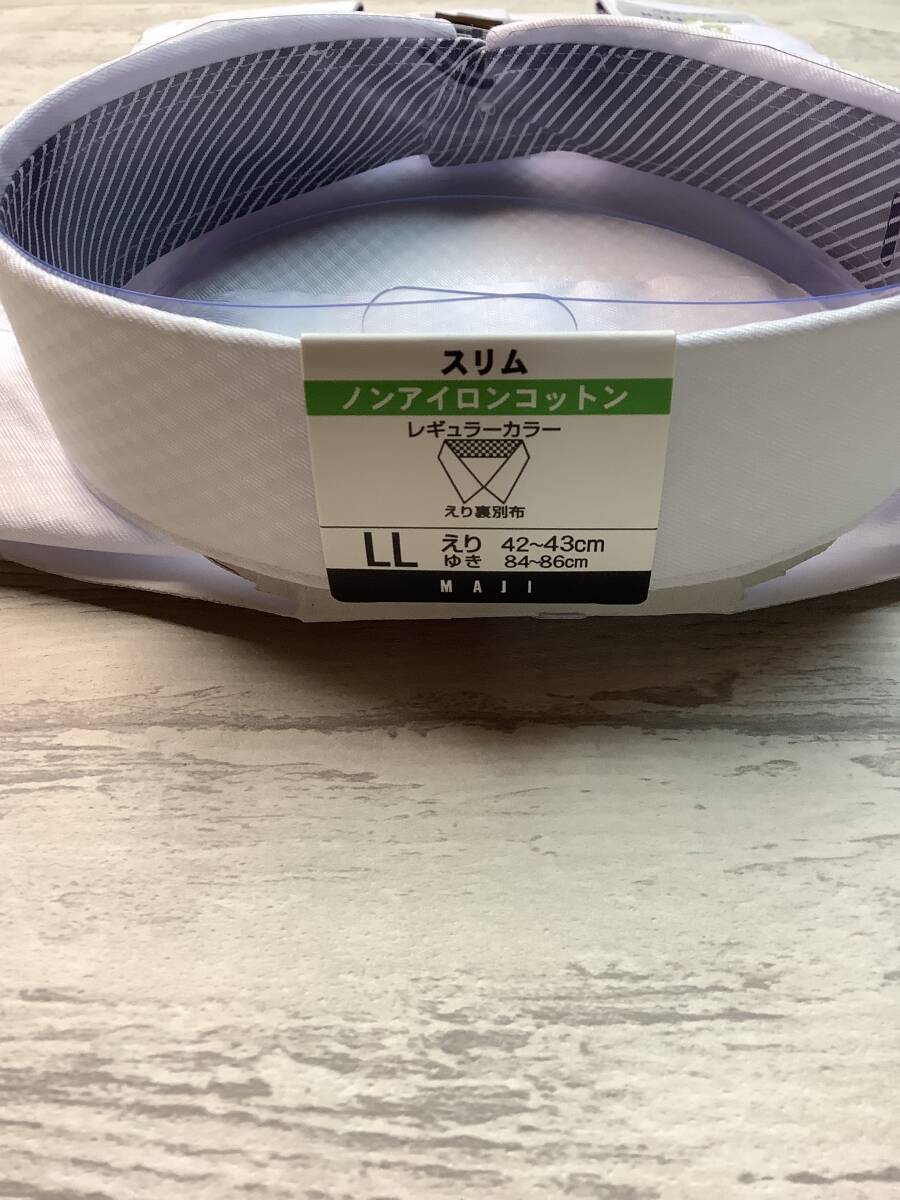 スリム
ノンアイロンコットン
レギュラーカラー
えり裏別布
LL えり 42~43cm
ゆき 84~86cm
MAJI